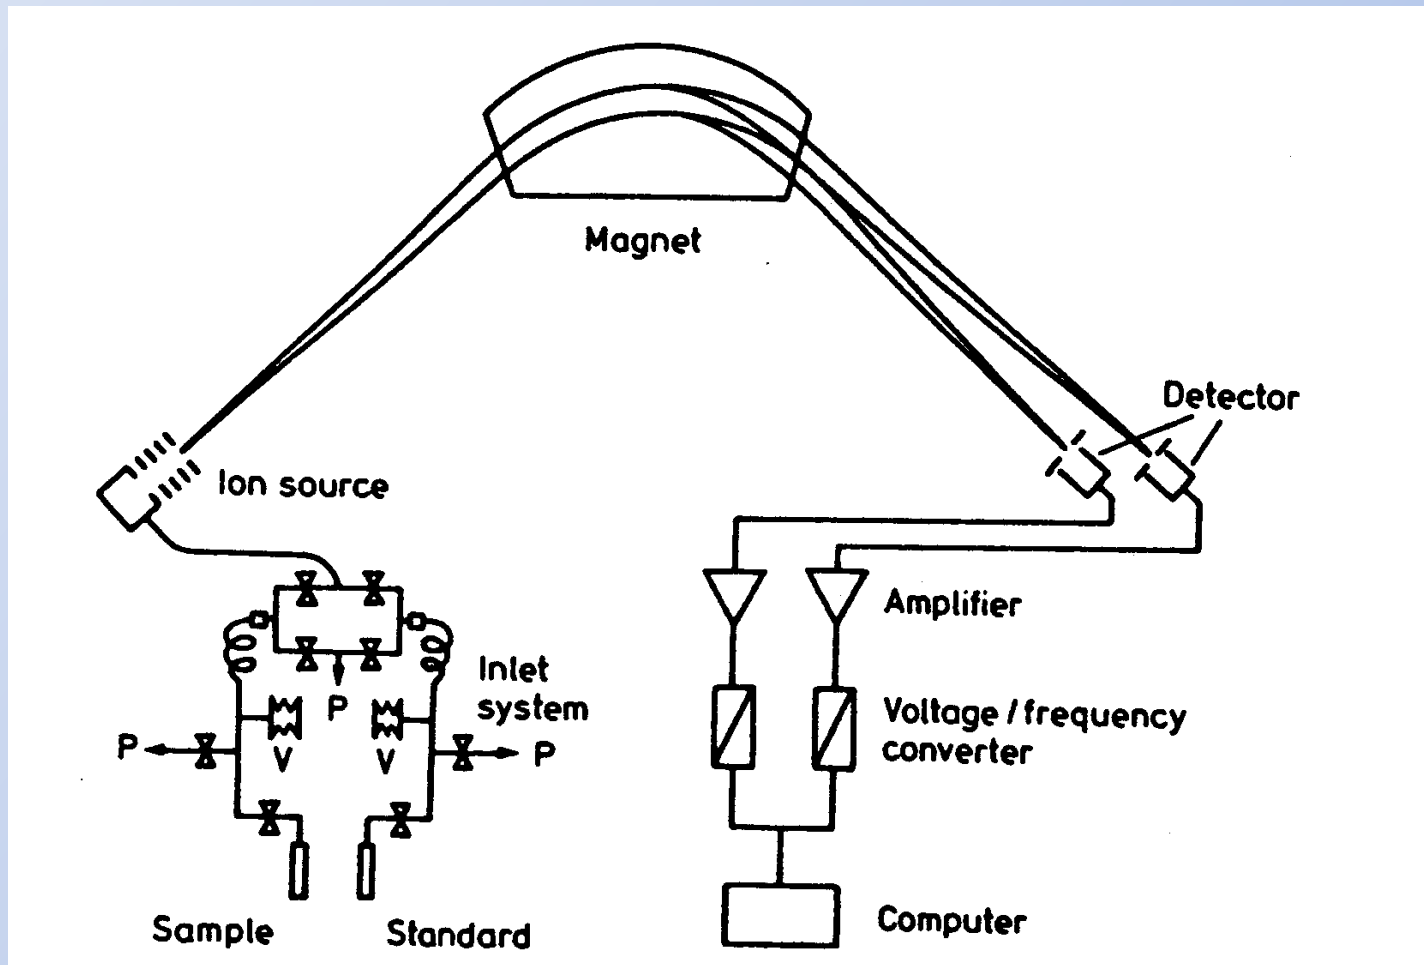 Magnet
Detector
Ion source
Amplifier
Inlet
system
P
V
V
P
P
Voltage / frequency
converter
Computer
Sample
Standard